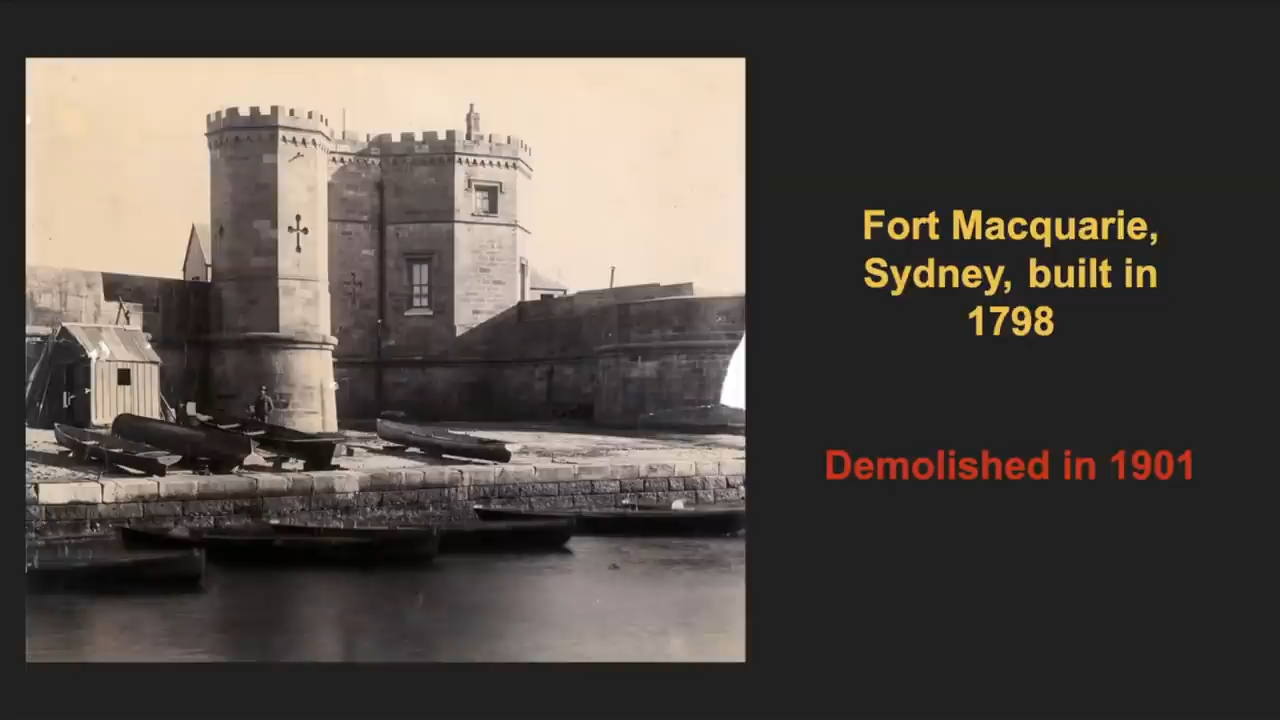 Fort Macquarie,
Sydney, built in
1798
Demolished in 1901